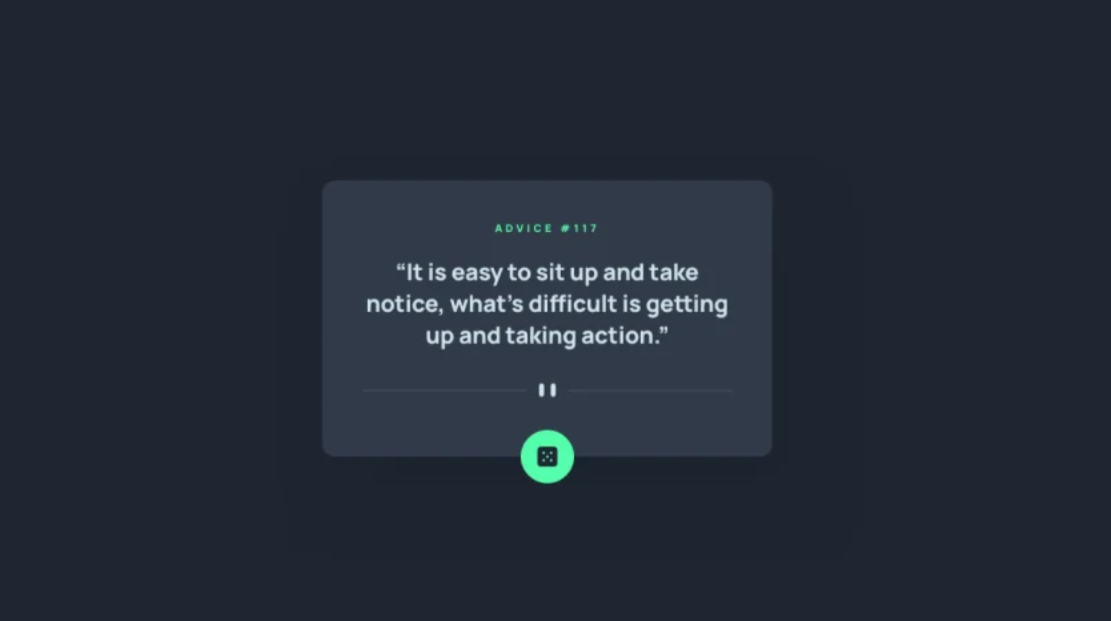 ADVICE #117
“It is easy to sit up and take
notice, what’s difficult is getting
up and taking action.”